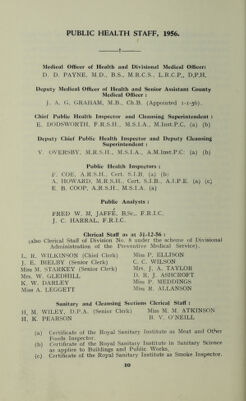 PUBLIC HEALTH STAFF, 1956.
Medical Officer of Health and Divisional Medical Officer:
D. D. PAYNE, M.D., B.S., M.R.C.S., L.R.C.P., D.P.H.
Deputy Medical Officer of Health and Senior Assistant County
Medical Officer :
J. A. G. GRAHAM, M.B., Ch.B. (Appointed 1-1-56).
Chief Public Health Inspector and Cleansing Superintendent :
E. DODSWORTH, F.R.S.H., M.S.I.A., M.Inst.P.C. (a) (b)
Deputy Chief Public Health Inspector and Deputy Cleansing
Superintendent :
V. OVERSBY, M.R.S.H., M.S.I.A., A.M.Inst.P.C. (a) (b)
Public Health Inspectors :
F. COE, A.R.S.H., Cert. S.I.B. (a) (b)
A. HOWARD, M.R.S.H., Cert. S.I.B., A.I.P.E. (a) (c)
E. B. COOP, A.R.S.H., M.S.I.A. (a)
Public Analysts :
FRED W. M. JAFFÉ, B.Sc., F.R.I.C.
J. C. HARRAL, F.R.I.C.
Clerical Staff as at 31-12-56 :
(also Clerical Staff of Division No. 8 under the scheme of Divisional
Administration of the Preventive Medical Service).
L. R. WILKINSON (Chief Clerk) Miss P. ELLISON
J. E. BIELBY (Senior Clerk) C. C. WILSON
Miss M. STARKEY (Senior Clerk) Mrs. J. A. TAYLOR
Mrs. W. GLEDHILL D. R. J. ASHCROFT
K. W. DARLEY Miss P. MEDDINGS
Miss A. LEGGETT Miss R. ALLANSON
Sanitary and Cleansing Sections Clerical Staff :
H. M. WILEY, D.P.A. (Senior Clerk) Miss M. M. ATKINSON
H. K. PEARSON B. V. O'NEILL
(a) Certificate of the Royal Sanitary Institute as Meat and Other
Foods Inspector.
(b) Certificate of the Royal Sanitary Institute in Sanitary Science
as applies to Buildings and Public Works.
(c) Certificate of the Royal Sanitary Institute as Smoke Inspector.
10